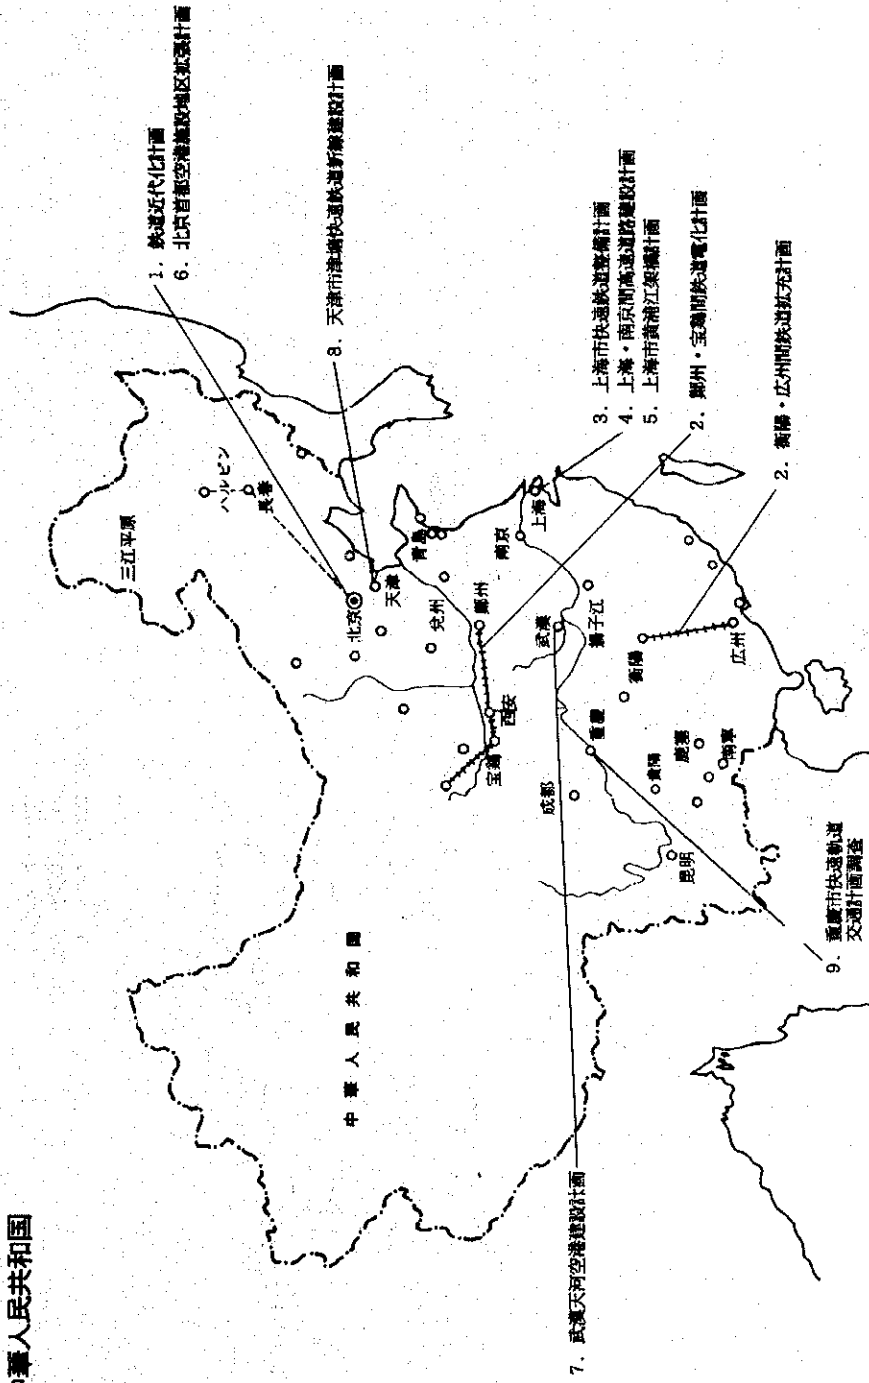 中華人民共和国
1. 鉄道近代化計画
6. 北京首都空港施設地区拡張計画
8. 天津市津塘快速鉄道新線建設計画
3. 上海市快速鉄道整備計画
4. 上海・南京間高速道路建設計画
5. 上海市黄浦江架橋計画
2. 鄭州・宝鶏間鉄道電化計画
2. 衡陽・広州間鉄道拡充計画
7. 武漢天河空港建設計画
9. 重慶市快速軌道
交通計画調査
三江平原
ハルビン
長春
北京
天津
青島
兗州
鄭州
西安
宝鶏
南京
上海
武漢
揚子江
重慶
成都
衡陽
貴陽
昆明
南寧
広州
中華人民共和国